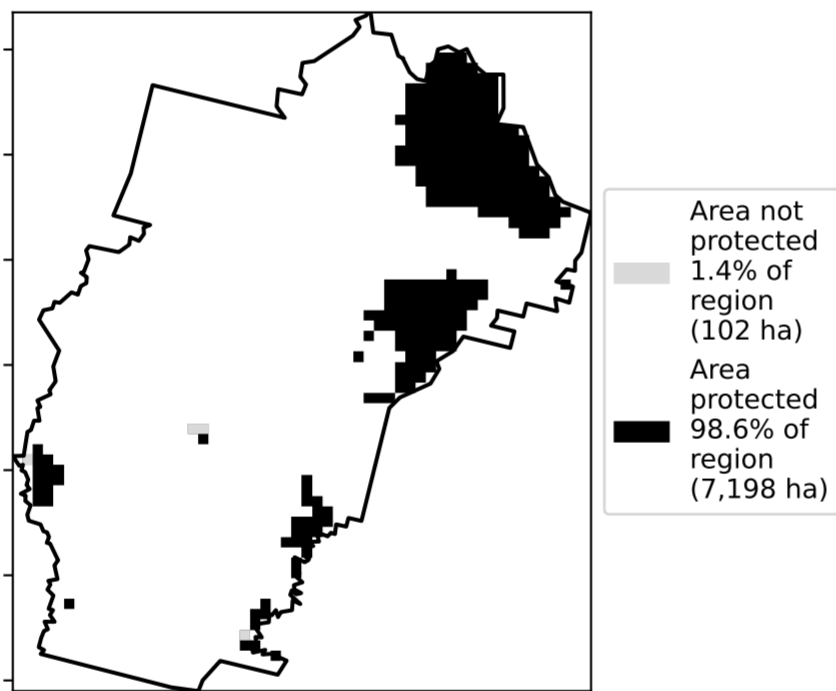 Area not
protected
1.4% of
region
(102 ha)
Area
protected
98.6% of
region
(7,198 ha)